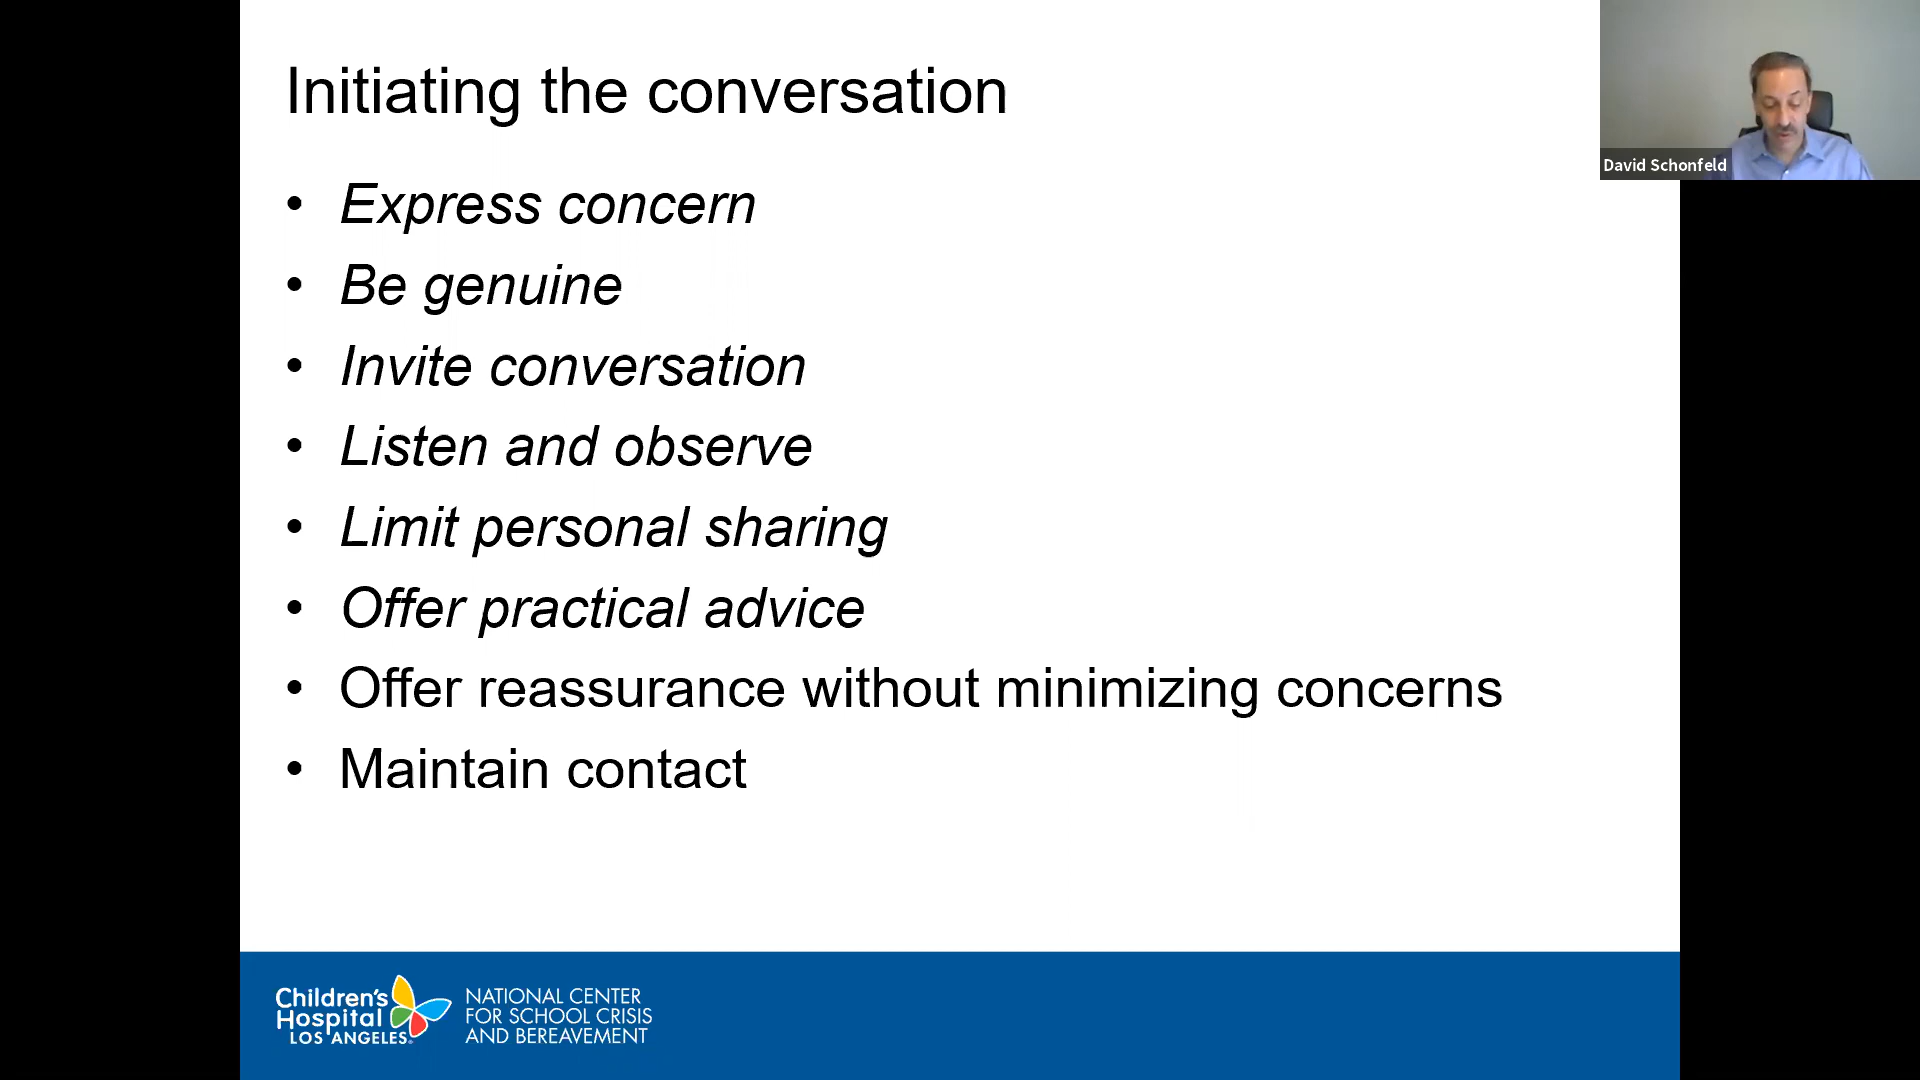 Initiating the conversation
• Express concern
• Be genuine
• Invite conversation
• Listen and observe
• Limit personal sharing
• Offer practical advice
• Offer reassurance without minimizing concerns
• Maintain contact
David Schonfeld
Children's
Hospital
LOS ANGELES
NATIONAL CENTER
FOR SCHOOL CRISIS
AND BEREAVEMENT